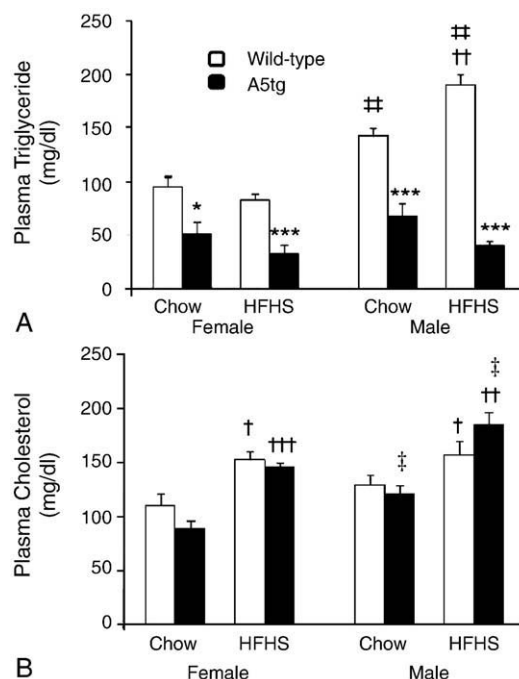 250
200
150
100
50
0
Plasma Triglyceride
(mg/dl)
Wild-type
A5tg
*
***
‡‡
***
‡‡
††
***
Chow HFHS Chow HFHS
Female Male
A
250
200
150
100
50
0
Plasma Cholesterol
(mg/dl)
†
†††
‡
†
‡
††
Chow HFHS Chow HFHS
Female Male
B